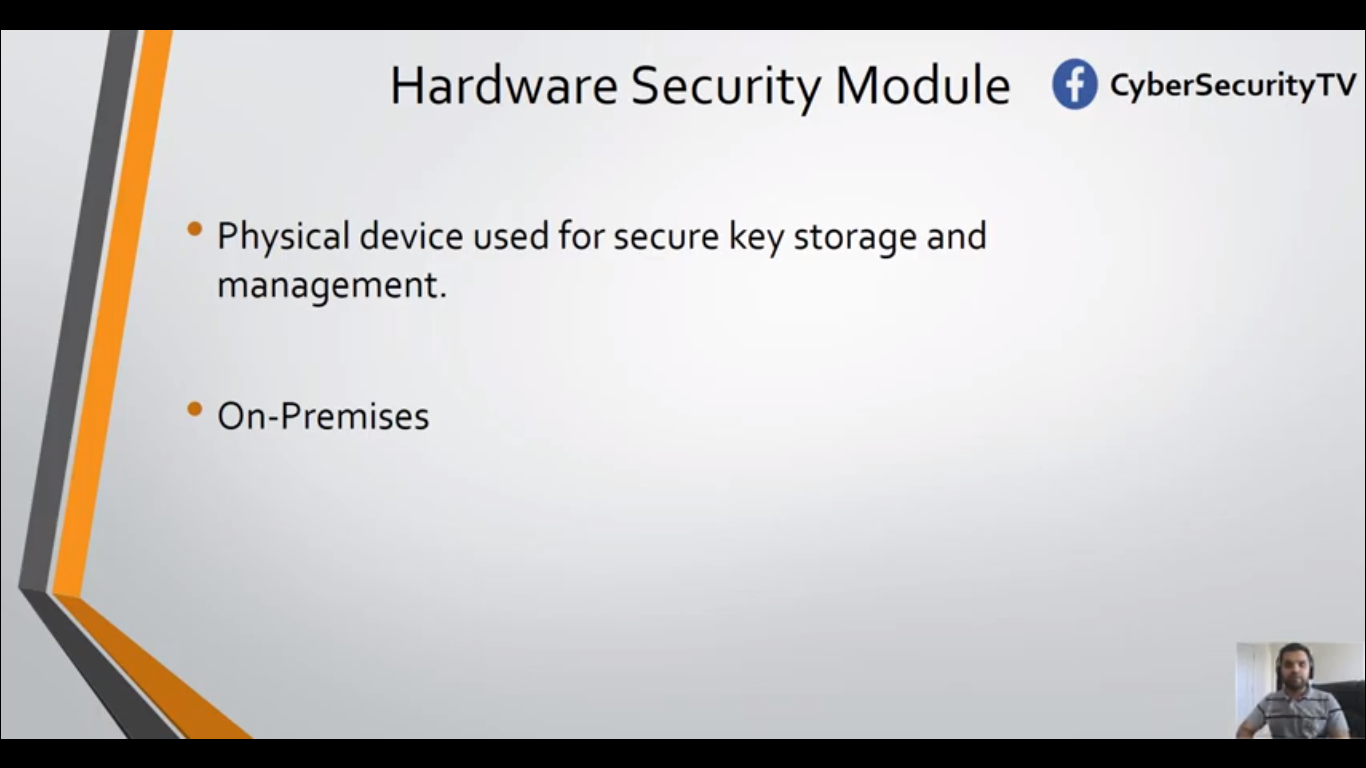 Hardware Security Module
CyberSecurityTV
• Physical device used for secure key storage and
management.
• On-Premises